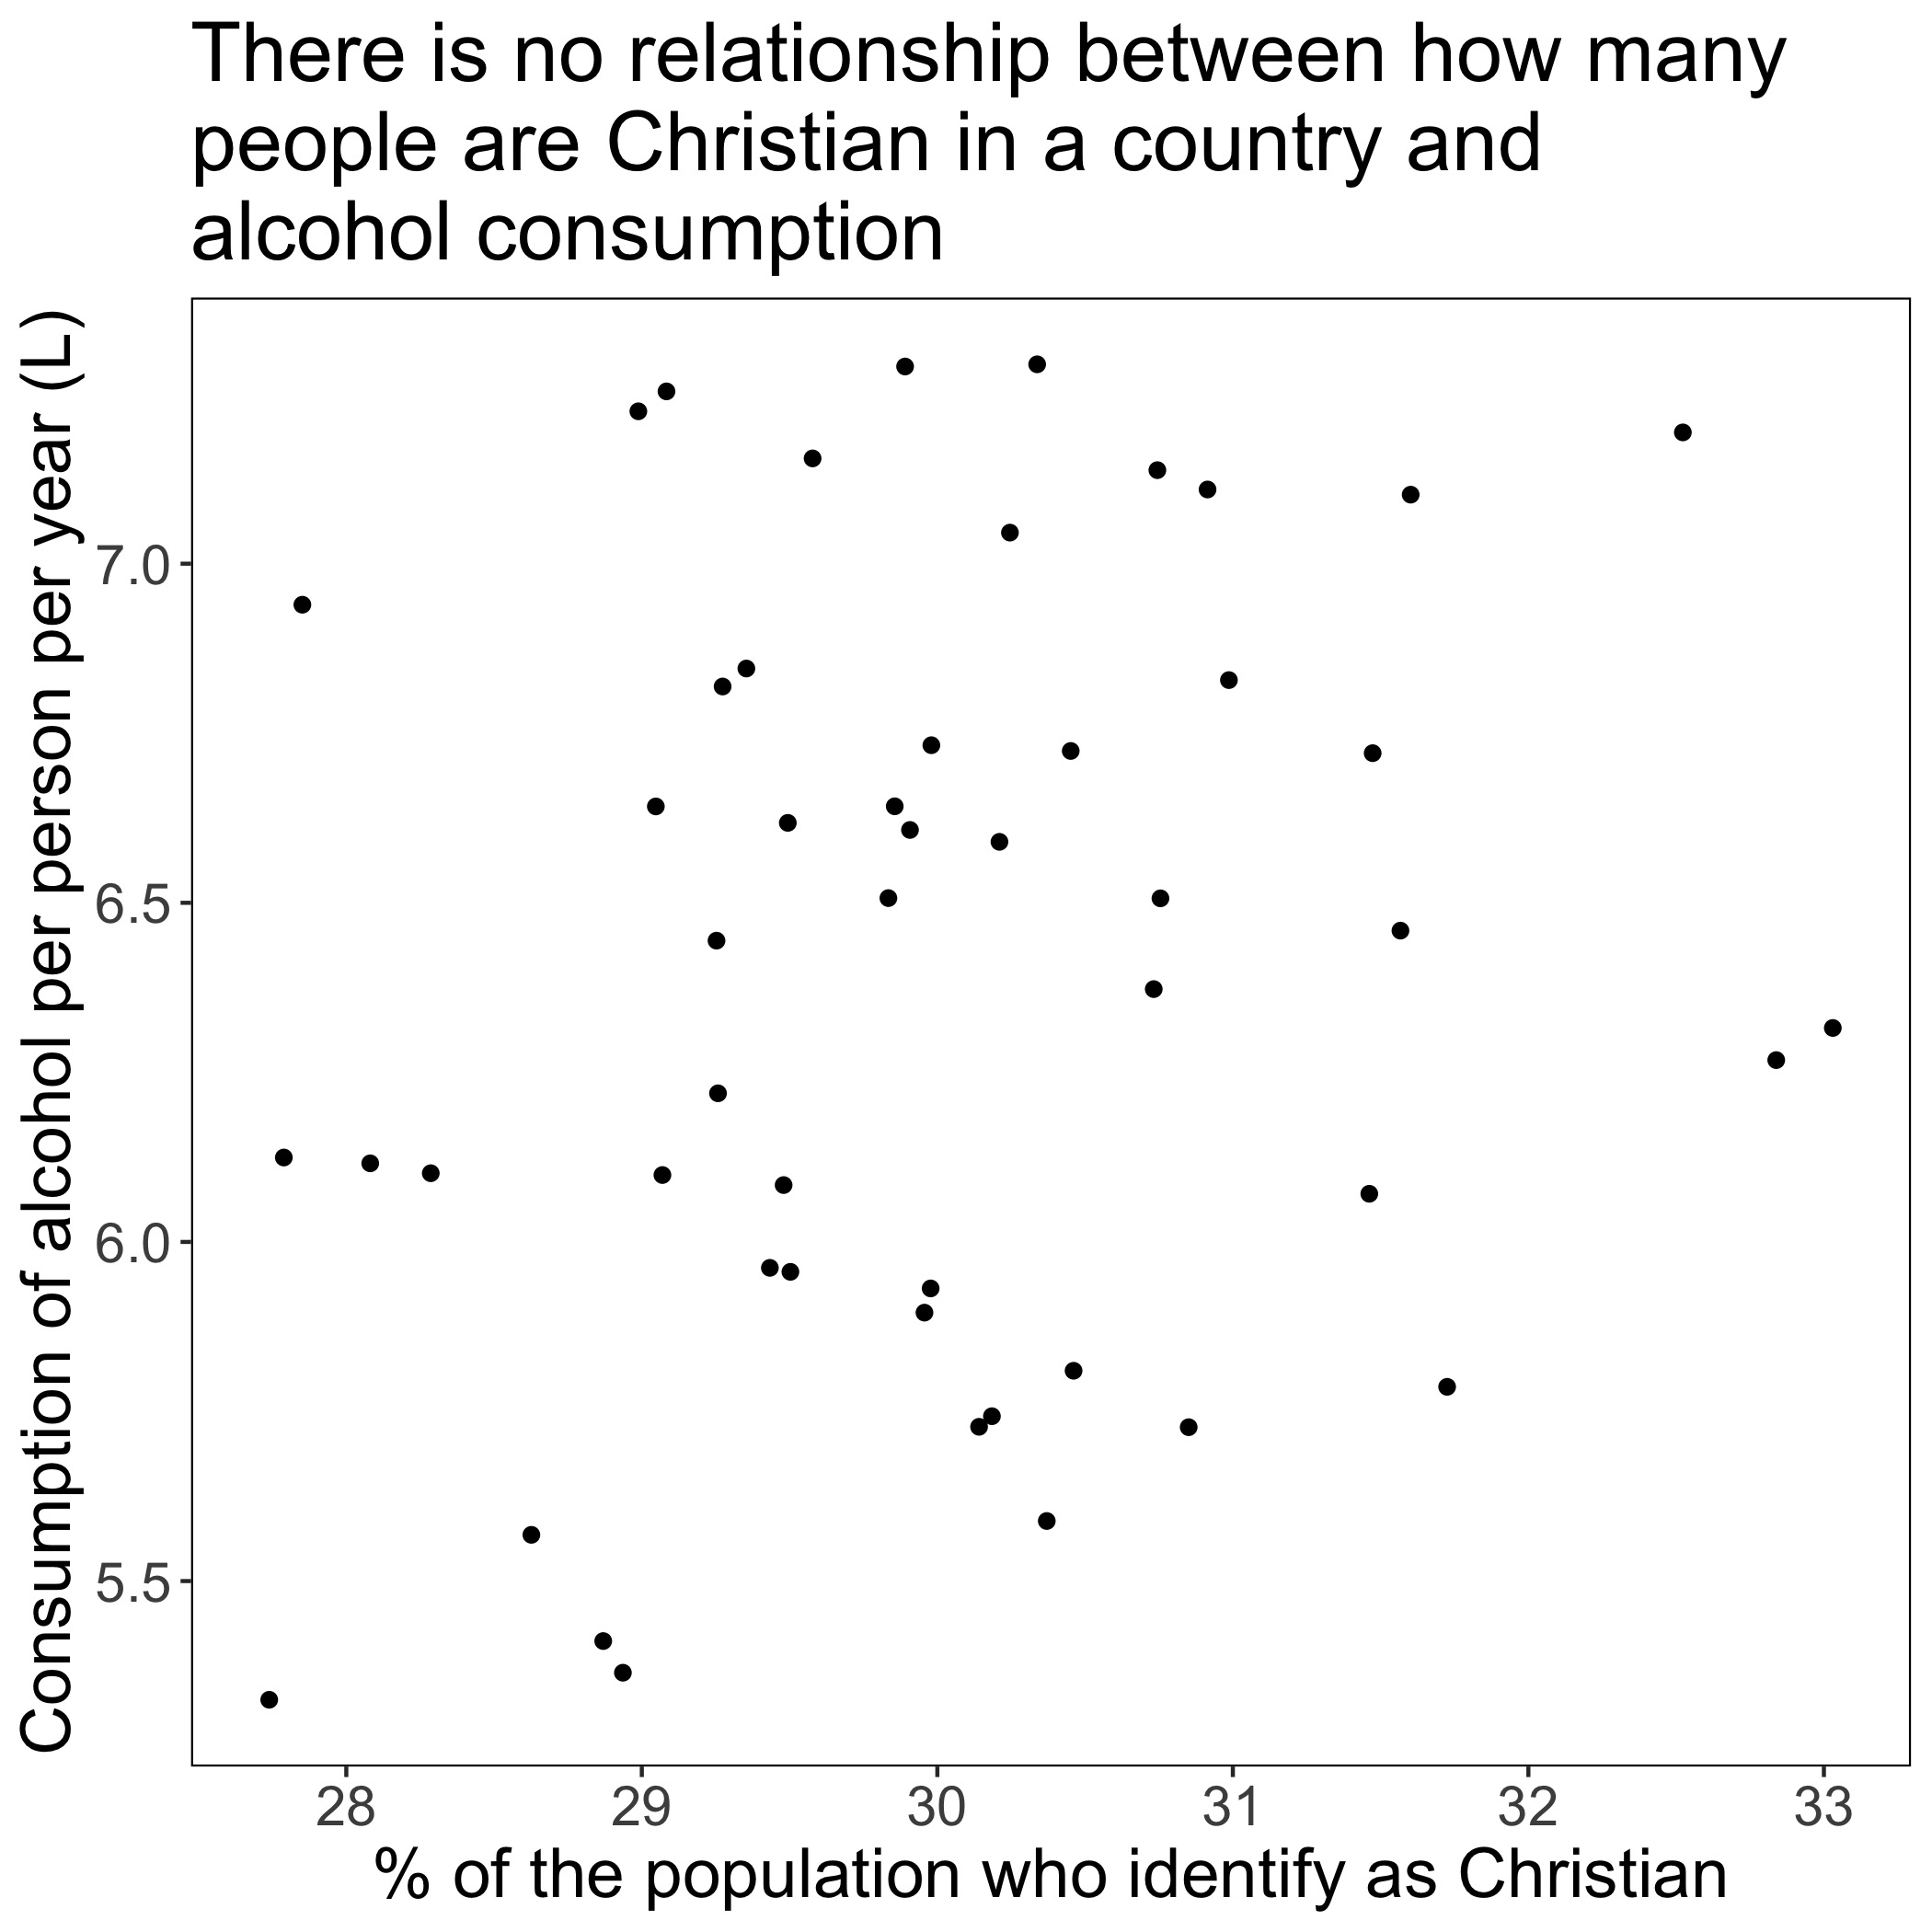 There is no relationship between how many
people are Christian in a country and
alcohol consumption
Consumption of alcohol per person per year (L)
7.0
6.5
6.0
5.5
28 29 30 31 32 33
% of the population who identify as Christian